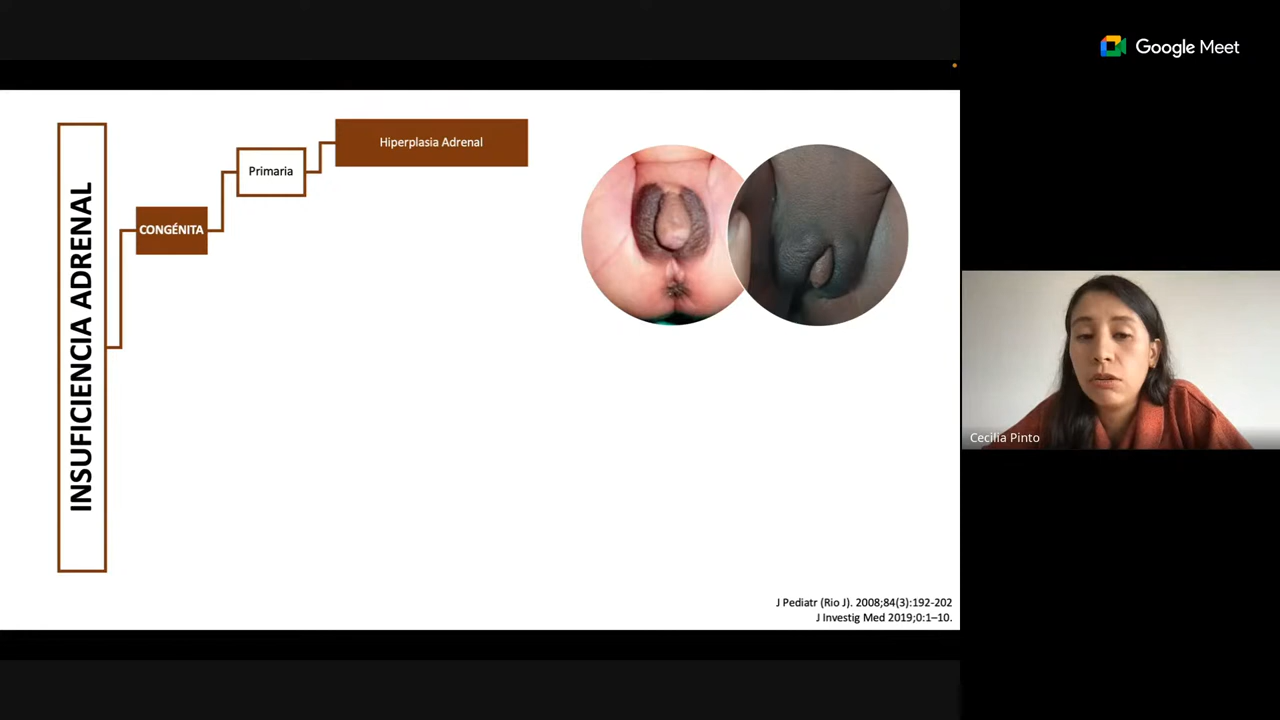 Google Meet
Hiperplasia Adrenal
Primaria
CONGÉNITA
INSUFICIENCIA ADRENAL
Cecilia Pinto
J Pediatr (Rio J). 2008;84(3):192-202
J Investig Med 2019;0:1–10.